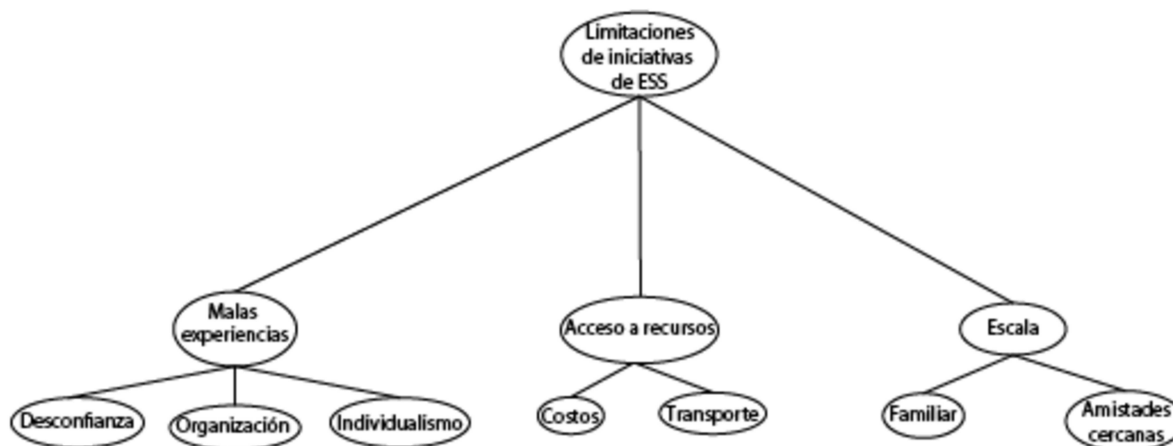 Limitaciones
de iniciativas
de ESS
Malas
experiencias
Acceso a recursos
Escala
Desconfianza
Organización
Individualismo
Costos
Transporte
Familiar
Amistades
cercanas